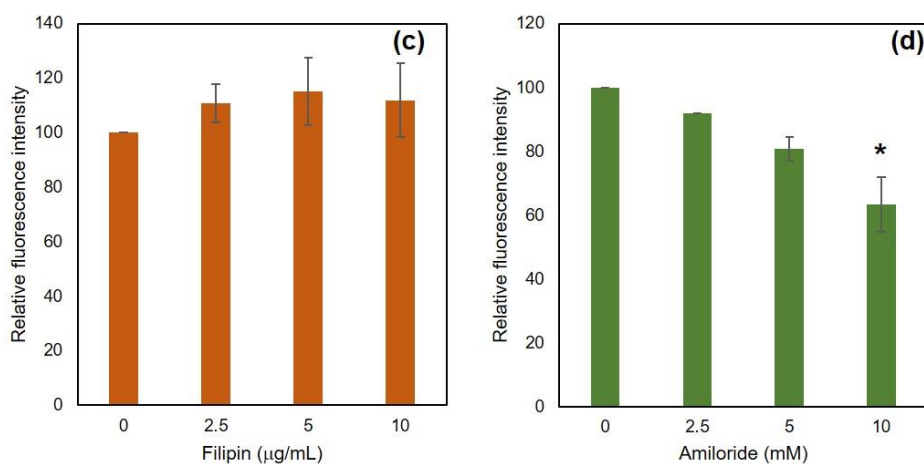 (c)
Relative fluorescence intensity
140
120
100
80
60
40
20
0
0 2.5 5 10
Filipin (μg/mL)
(d)
Relative fluorescence intensity
120
100
80
60
40
20
0
*
0 2.5 5 10
Amiloride (mM)